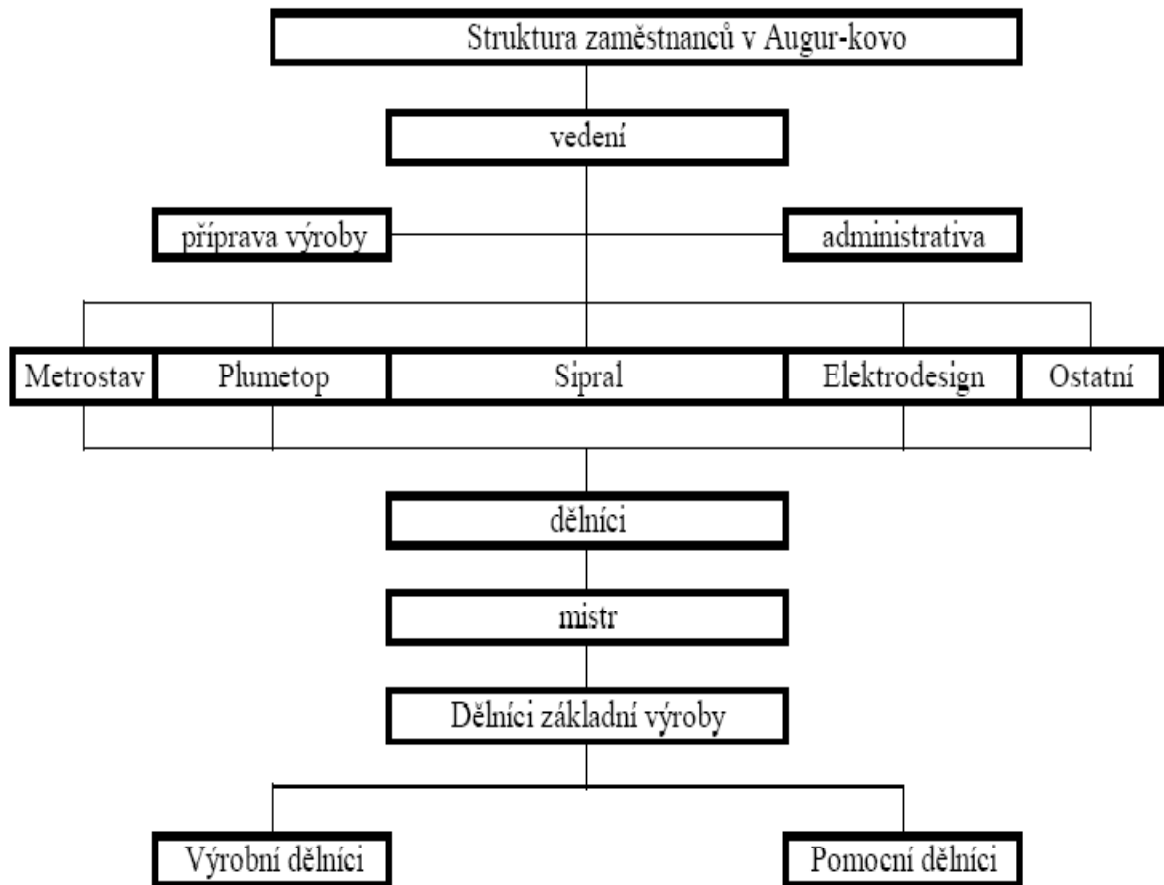 Struktura zaměstnanců v Augur-kovo
vedení
příprava výroby
administrativa
Metrostav
Plumetop
Sipral
Elektrodesign
Ostatní
dělníci
mistr
Dělníci základní výroby
Výrobní dělníci
Pomocní dělníci